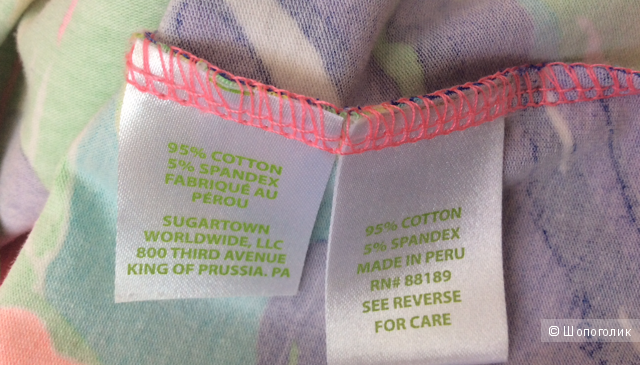 95% COTTON
5% SPANDEX
FABRIQUÉ AU
PÉROU
SUGARTOWN
WORLDWIDE, LLC
800 THIRD AVENUE
KING OF PRUSSIA. PA
95% COTTON
5% SPANDEX
MADE IN PERU
RN# 88189
SEE REVERSE
FOR CARE
© Шопоголик